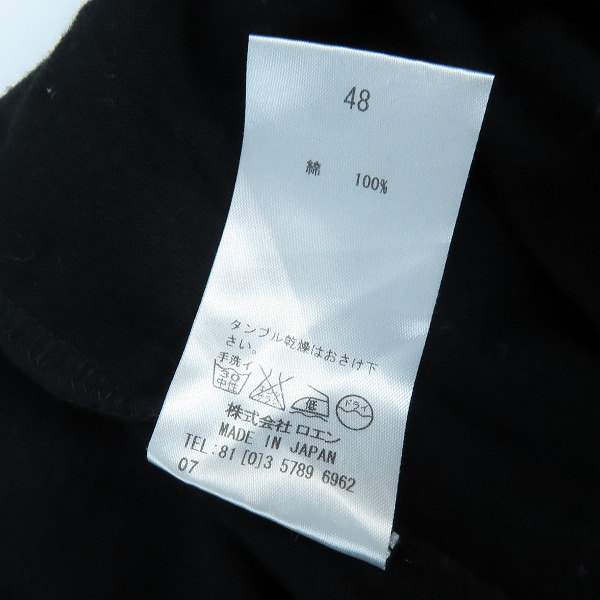 48
綿 100%
タンブル乾燥はおさけ下
さい。
手洗イ
30
中性
低
ドライ
株式会社ロエン
MADE IN JAPAN
TEL:81 [0]3 5789 6962
07